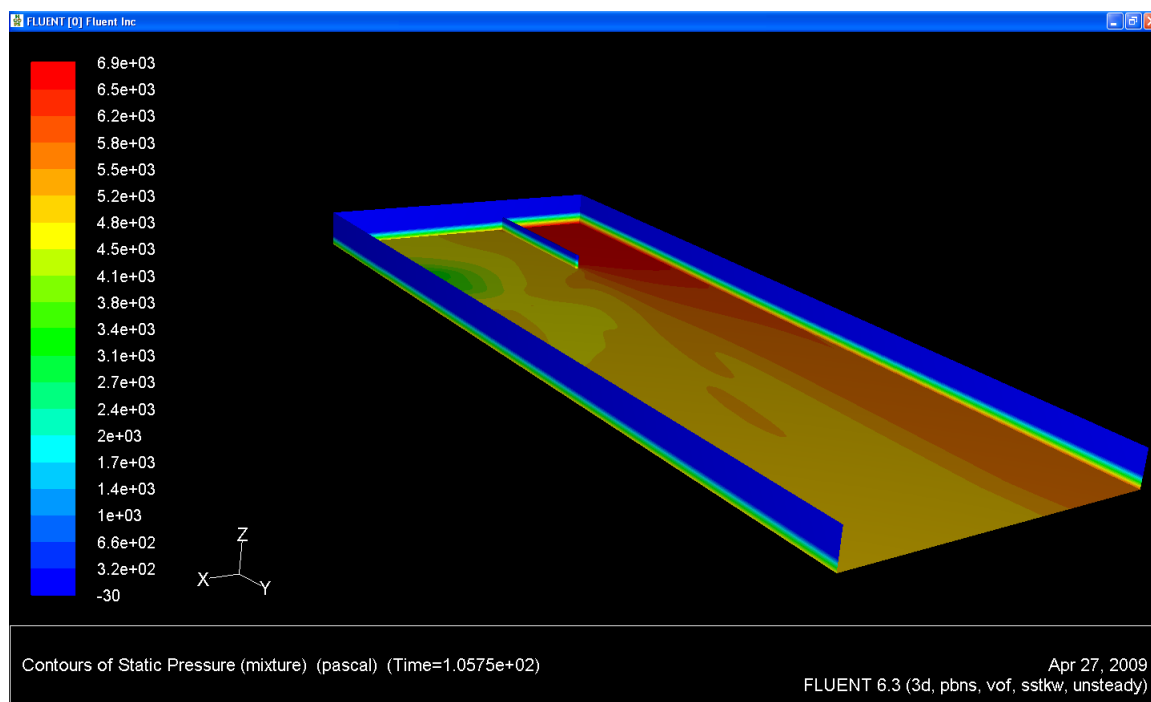 FLUENT [0] Fluent Inc
6.9e+03
6.5e+03
6.2e+03
5.8e+03
5.5e+03
5.2e+03
4.8e+03
4.5e+03
4.1e+03
3.8e+03
3.4e+03
3.1e+03
2.7e+03
2.4e+03
2e+03
1.7e+03
1.4e+03
1e+03
6.6e+02
3.2e+02
-30
Z
X
Y
Contours of Static Pressure (mixture) (pascal) (Time=1.0575e+02)
Apr 27, 2009
FLUENT 6.3 (3d, pbns, vof, sstkw, unsteady)